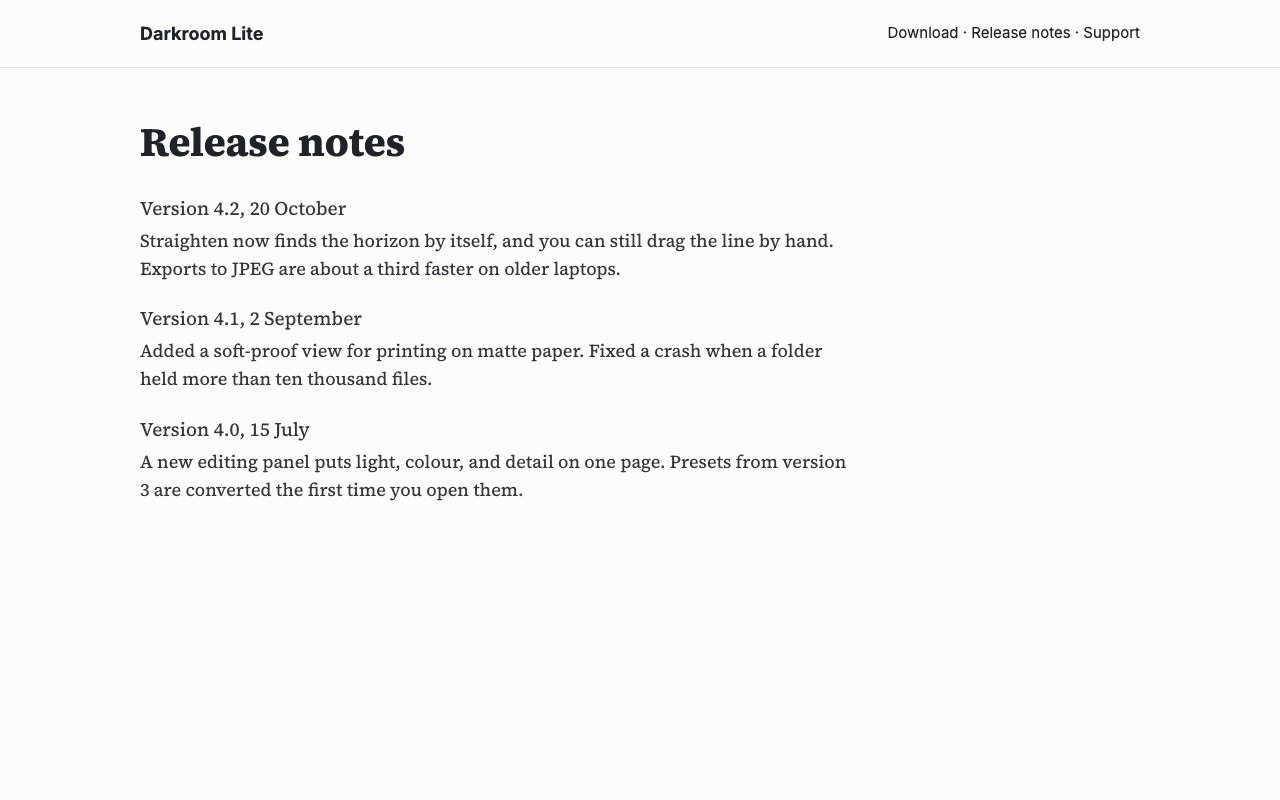 Darkroom Lite
Download · Release notes · Support
Release notes
Version 4.2, 20 October
Straighten now finds the horizon by itself, and you can still drag the line by hand.
Exports to JPEG are about a third faster on older laptops.
Version 4.1, 2 September
Added a soft-proof view for printing on matte paper. Fixed a crash when a folder
held more than ten thousand files.
Version 4.0, 15 July
A new editing panel puts light, colour, and detail on one page. Presets from version
3 are converted the first time you open them.